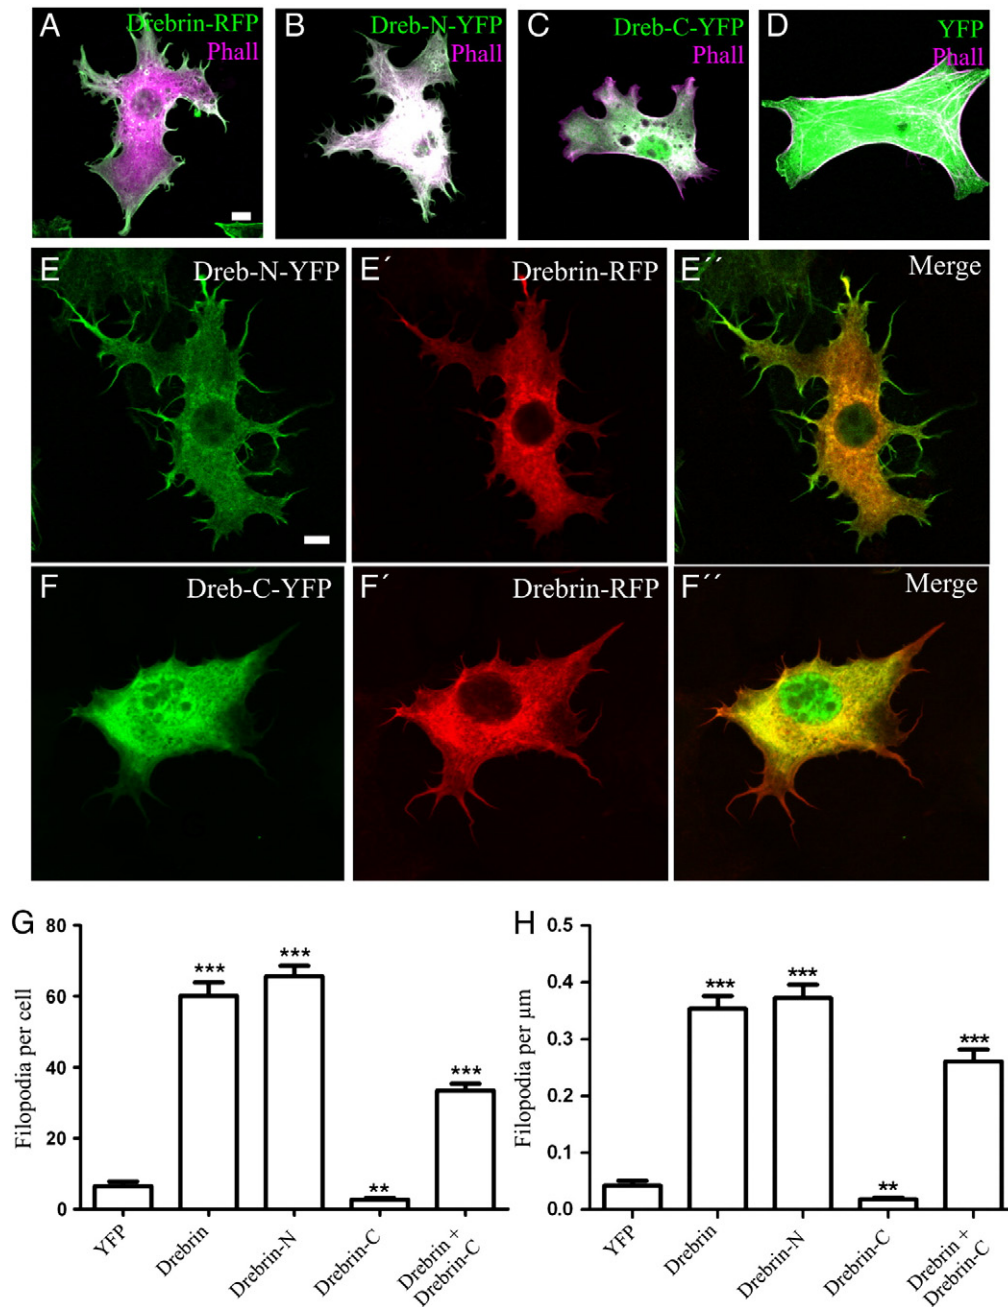 A
Drebrin-RFP
Phall
B
Dreb-N-YFP
Phall
C
Dreb-C-YFP
Phall
D
YFP
Phall
E
Dreb-N-YFP
E´
Drebrin-RFP
E´´
Merge
F
Dreb-C-YFP
F´
Drebrin-RFP
F´´
Merge
G
Filopodia per cell
80
60
40
20
0
***
***
**
***
YFP
Drebrin
Drebrin-N
Drebrin-C
Drebrin +
Drebrin-C
H
Filopodia per µm
0.5
0.4
0.3
0.2
0.1
0.0
***
***
**
***
YFP
Drebrin
Drebrin-N
Drebrin-C
Drebrin +
Drebrin-C